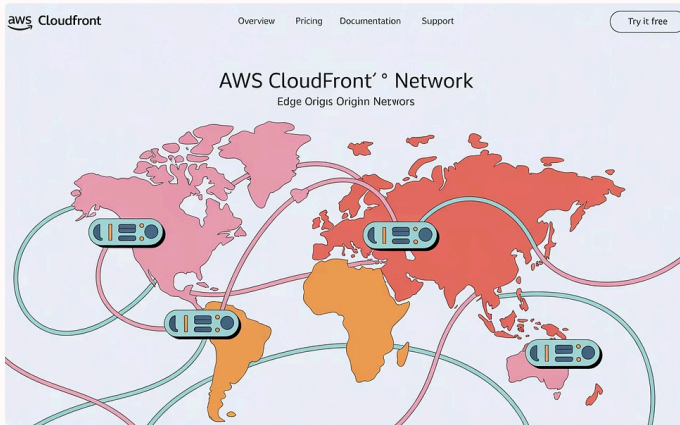 aws Cloudfront
Overview Pricing Documentation Support
Try it free
AWS CloudFront´° Network
Edge Origis Orighn Networs